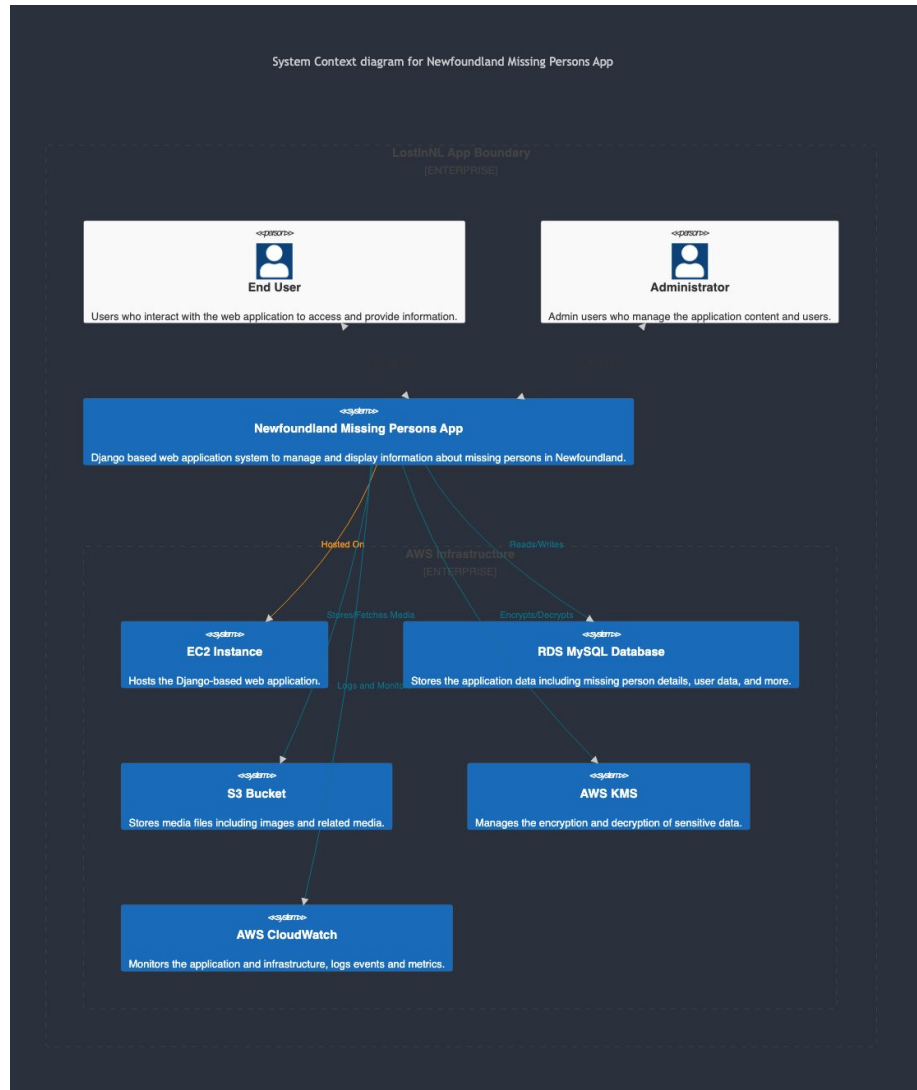 System Context diagram for Newfoundland Missing Persons App
LostInNL App Boundary
[ENTERPRISE]
<<person>>
End User
Users who interact with the web application to access and provide information.
<<person>>
Administrator
Admin users who manage the application content and users.
<<system>>
Newfoundland Missing Persons App
Django based web application system to manage and display information about missing persons in Newfoundland.
Hosted On
Reads/Writes
AWS Infrastructure
[ENTERPRISE]
Stores/Fetches Media
Encrypts/Decrypts
<<system>>
EC2 Instance
Hosts the Django-based web application.
<<system>>
RDS MySQL Database
Stores the application data including missing person details, user data, and more.
Logs and Monitors
<<system>>
S3 Bucket
Stores media files including images and related media.
<<system>>
AWS KMS
Manages the encryption and decryption of sensitive data.
<<system>>
AWS CloudWatch
Monitors the application and infrastructure, logs events and metrics.